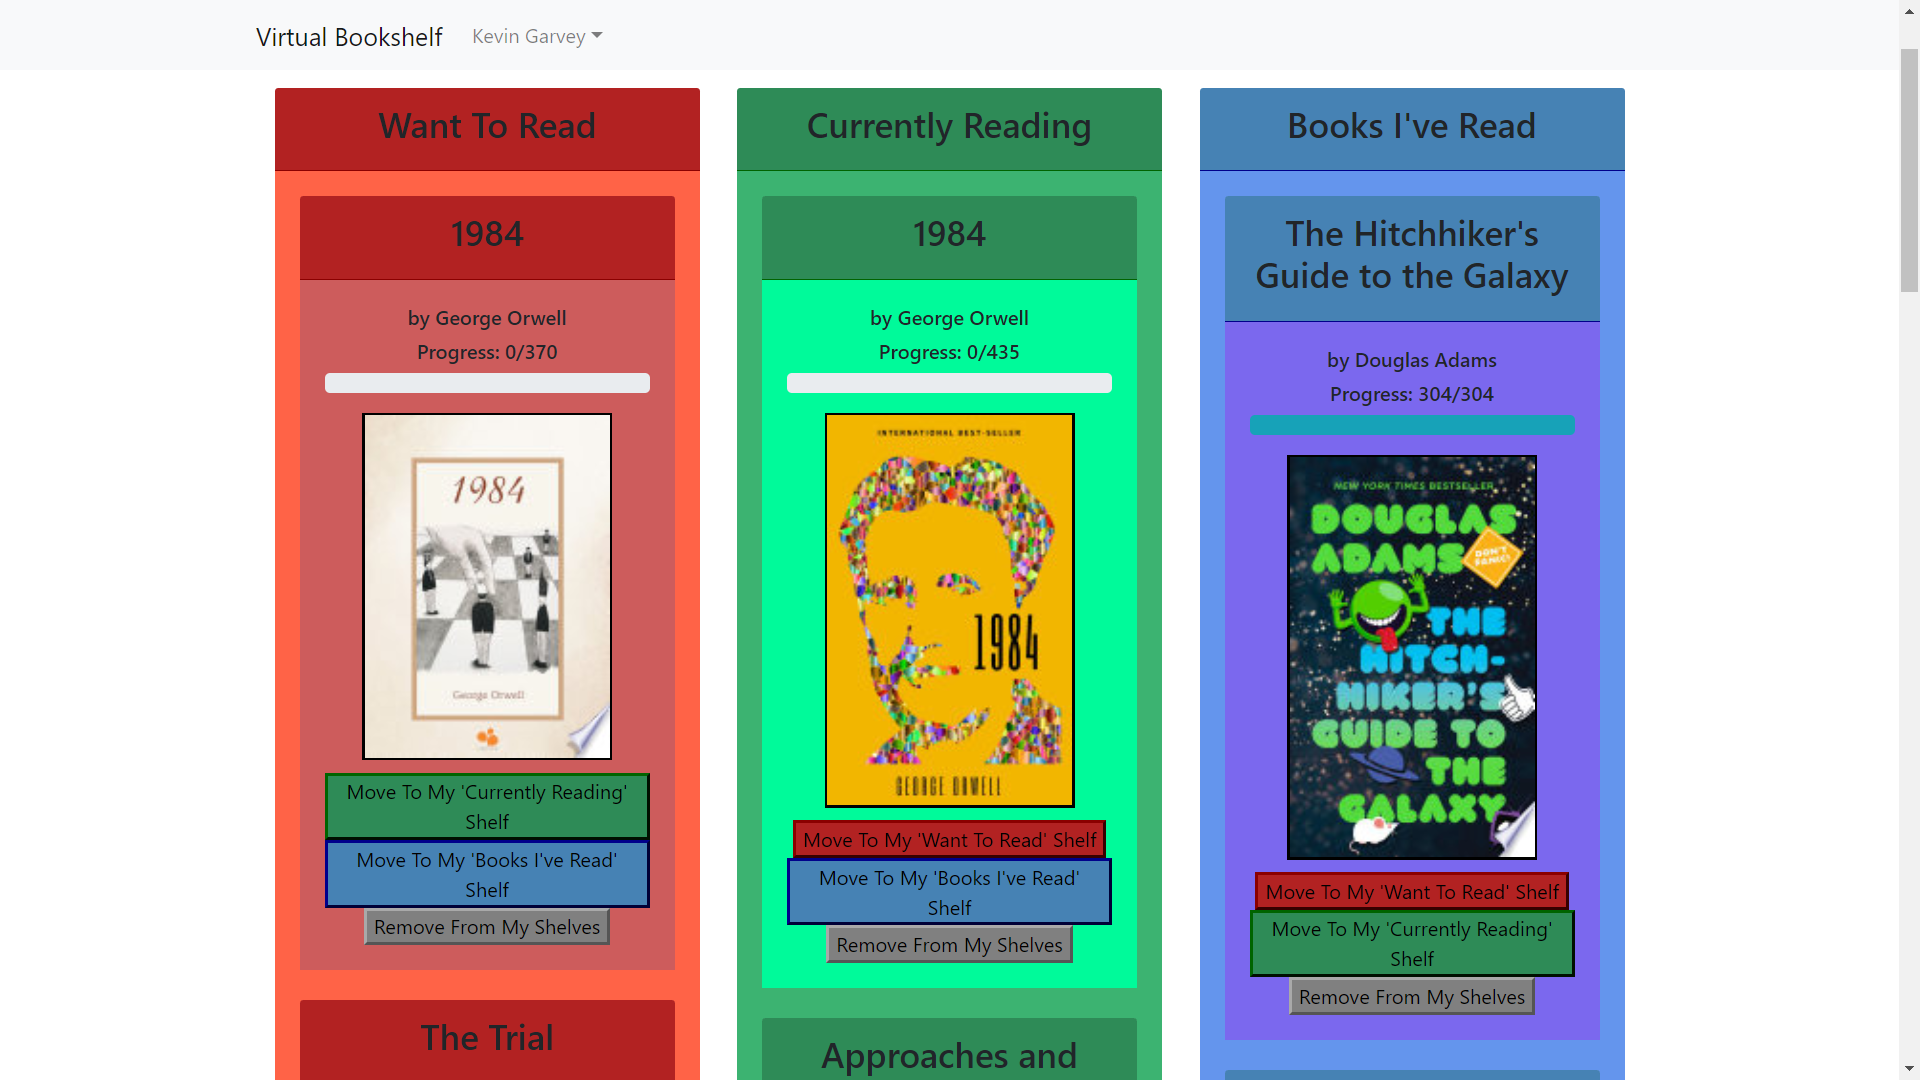 Virtual Bookshelf
Kevin Garvey
Want To Read
1984
by George Orwell
Progress: 0/370
1984
George Orwell
Move To My 'Currently Reading'
Shelf
Move To My 'Books I've Read'
Shelf
Remove From My Shelves
The Trial
Currently Reading
1984
by George Orwell
Progress: 0/435
INTERNATIONAL BEST-SELLER
1984
GEORGE ORWELL
Move To My 'Want To Read' Shelf
Move To My 'Books I've Read'
Shelf
Remove From My Shelves
Approaches and
Books I've Read
The Hitchhiker's
Guide to the Galaxy
by Douglas Adams
Progress: 304/304
NEW YORK TIMES BESTSELLER
DOUGLAS
ADAMS
DON'T
PANIC!
THE
HITCH-
HIKER'S
GUIDE TO
THE
GALAXY
Move To My 'Want To Read' Shelf
Move To My 'Currently Reading'
Shelf
Remove From My Shelves